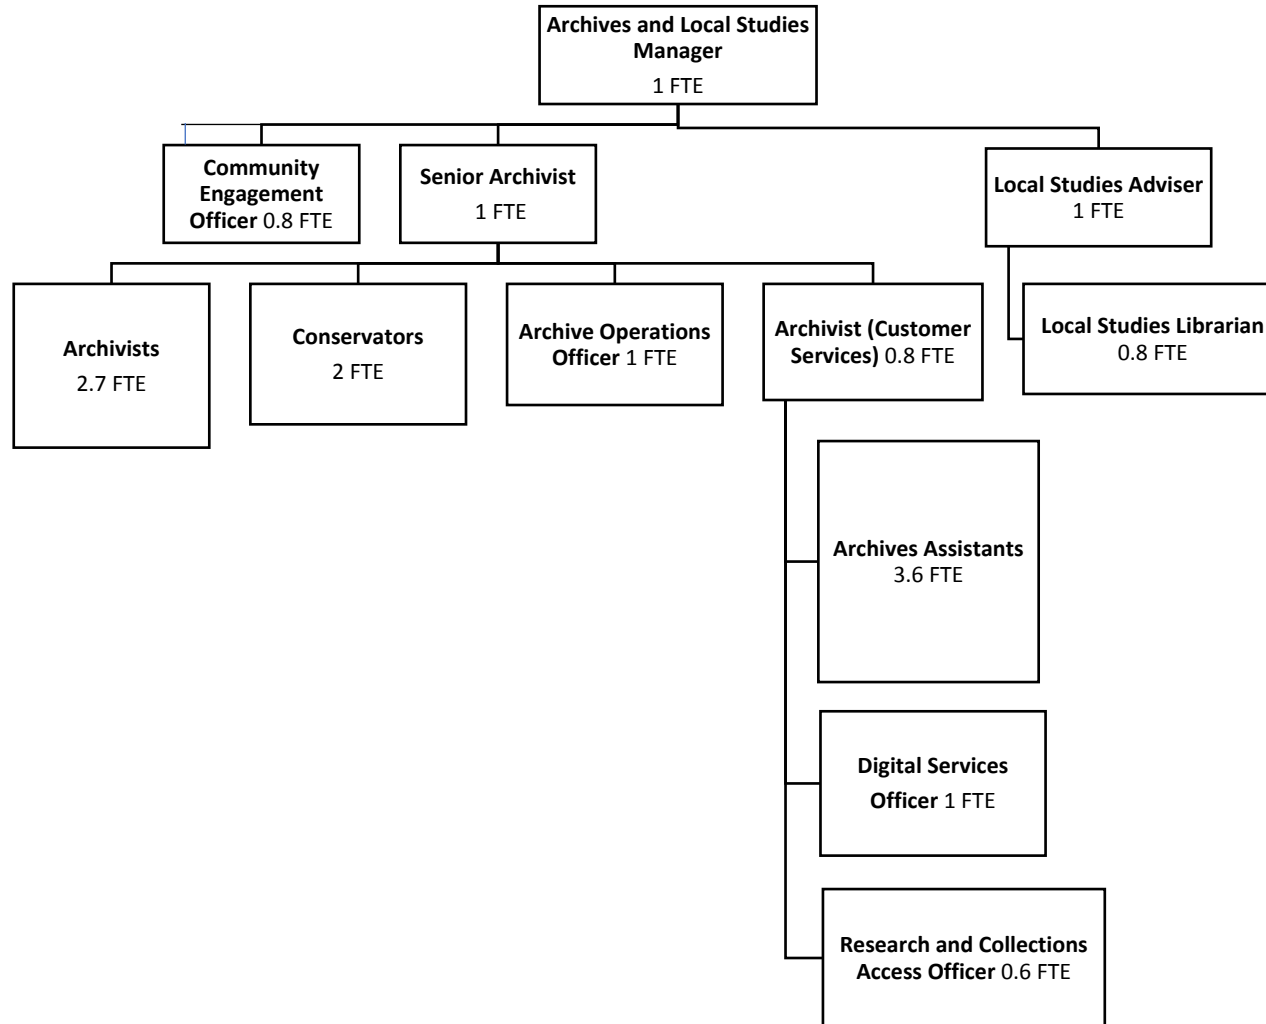 Archives and Local Studies
Manager
1 FTE
Community
Engagement
Officer 0.8 FTE
Senior Archivist
1 FTE
Local Studies Adviser
1 FTE
Archivists
2.7 FTE
Conservators
2 FTE
Archive Operations
Officer 1 FTE
Archivist (Customer
Services) 0.8 FTE
Local Studies Librarian
0.8 FTE
Archives Assistants
3.6 FTE
Digital Services
Officer 1 FTE
Research and Collections
Access Officer 0.6 FTE